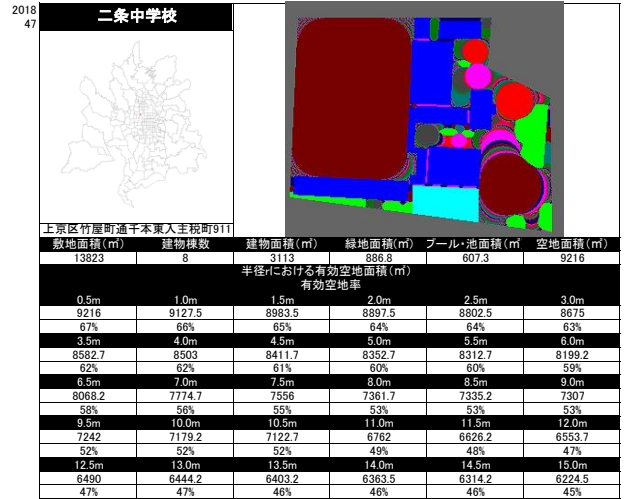 2018
47
二条中学校
上京区竹屋町通千本東入主税町911
敷地面積(㎡) 建物棟数 建物面積(㎡) 緑地面積(㎡) プール・池面積(㎡ 空地面積(㎡)
13823 8 3113 886.8 607.3 9216
半径rにおける有効空地面積(㎡)
有効空地率
0.5m 1.0m 1.5m 2.0m 2.5m 3.0m
9216 9127.5 8983.5 8897.5 8802.5 8675
67% 66% 65% 64% 64% 63%
3.5m 4.0m 4.5m 5.0m 5.5m 6.0m
8582.7 8503 8411.7 8352.7 8312.7 8199.2
62% 62% 61% 60% 60% 59%
6.5m 7.0m 7.5m 8.0m 8.5m 9.0m
8068.2 7774.7 7556 7361.7 7335.2 7307
58% 56% 55% 53% 53% 53%
9.5m 10.0m 10.5m 11.0m 11.5m 12.0m
7242 7179.2 7122.7 6762 6626.2 6553.7
52% 52% 52% 49% 48% 47%
12.5m 13.0m 13.5m 14.0m 14.5m 15.0m
6490 6444.2 6403.2 6363.5 6314.2 6224.5
47% 47% 46% 46% 46% 45%